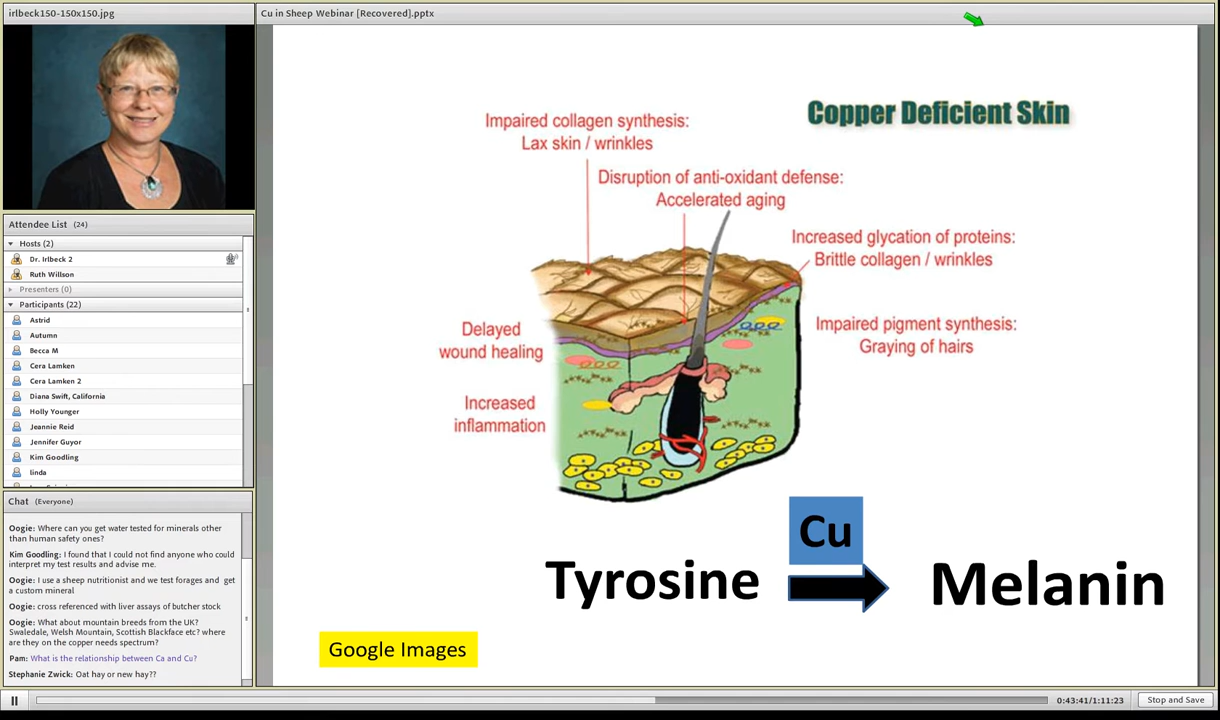 irlbeck150-150x150.jpg
Cu in Sheep Webinar [Recovered].pptx
Attendee List (24)
Hosts (2)
Dr. Irlbeck 2
Ruth Willson
Presenters (0)
Participants (22)
Astrid
Autumn
Becca M
Cera Lamken
Cera Lamken 2
Diana Swift, California
Holly Younger
Jeannie Reid
Jennifer Guyor
Kim Goodling
linda
Chat (Everyone)
Oogie: Where can you get water tested for minerals other
than human safety ones?
Kim Goodling: I found that I could not find anyone who could
interpret my test results and advise me.
Oogie: I use a sheep nutritionist and we test forages and get
a custom mineral
Oogie: cross referenced with liver assays of butcher stock
Oogie: What about mountain breeds from the UK?
Swaledale, Welsh Mountain, Scottish Blackface etc? where
are they on the copper needs spectrum?
Pam: What is the relationship between Ca and Cu?
Stephanie Zwick: Oat hay or new hay??
Copper Deficient Skin
Impaired collagen synthesis:
Lax skin / wrinkles
Disruption of anti-oxidant defense:
Accelerated aging
Increased glycation of proteins:
Brittle collagen / wrinkles
Impaired pigment synthesis:
Graying of hairs
Delayed
wound healing
Increased
inflammation
Cu
Tyrosine
Melanin
Google Images
0:43:41/1:11:23
Stop and Save